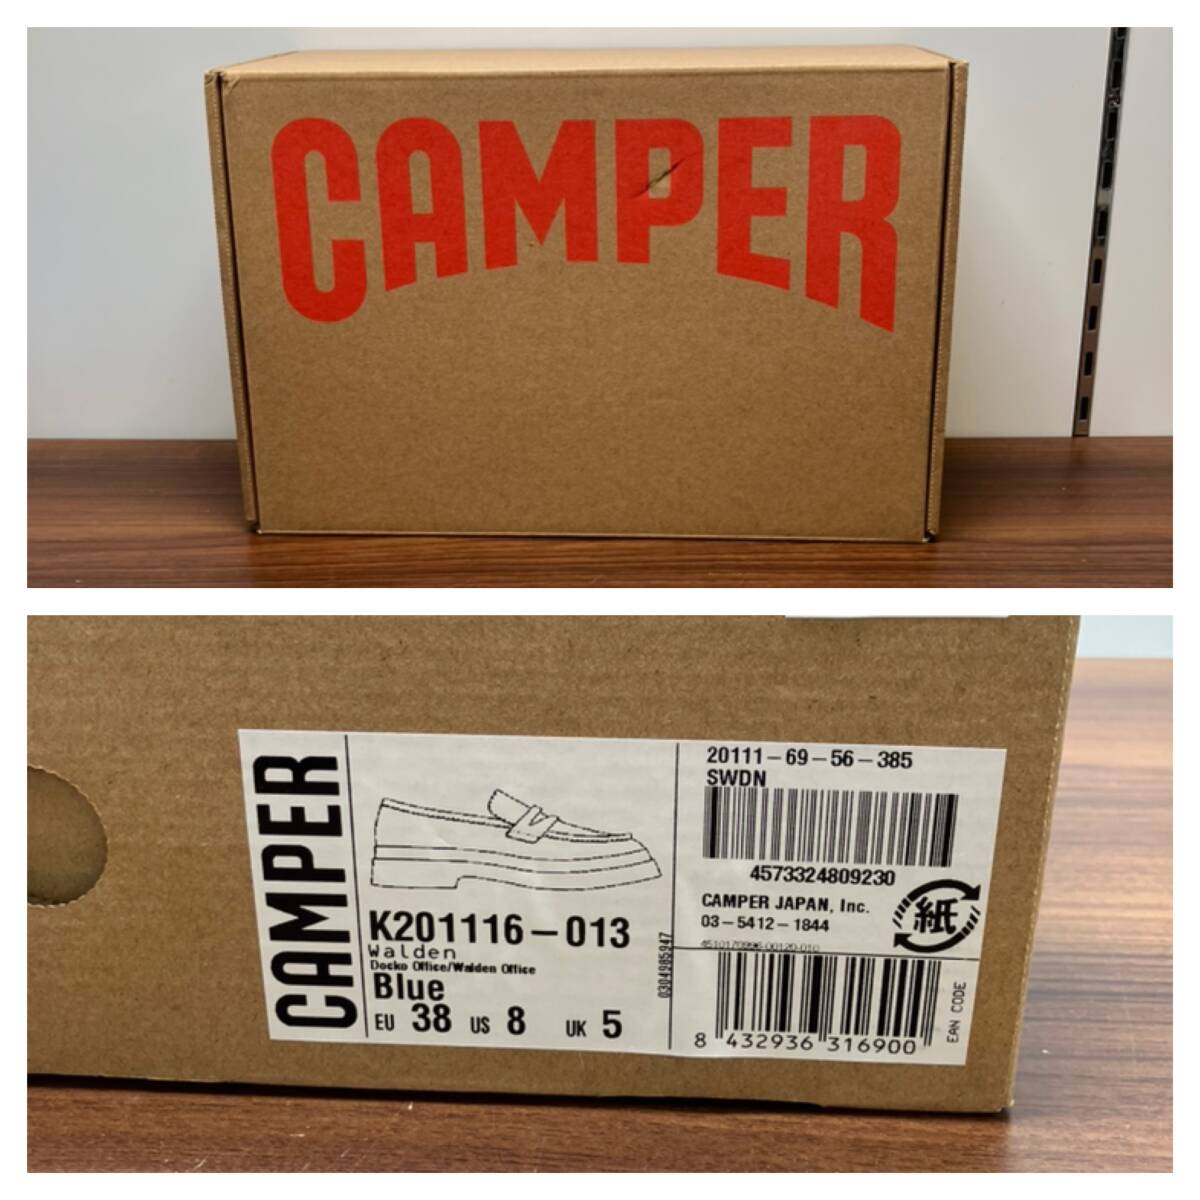 CAMPER
CAMPER
K201116-013
Walden
Docko Office/Walden Office
Blue
EU 38 US 8 UK 5
0304985947
20111-69-56-385
SWDN
4573324809230
CAMPER JAPAN, Inc.
03-5412-1844
紙
8 432936 316900
EAN CODE